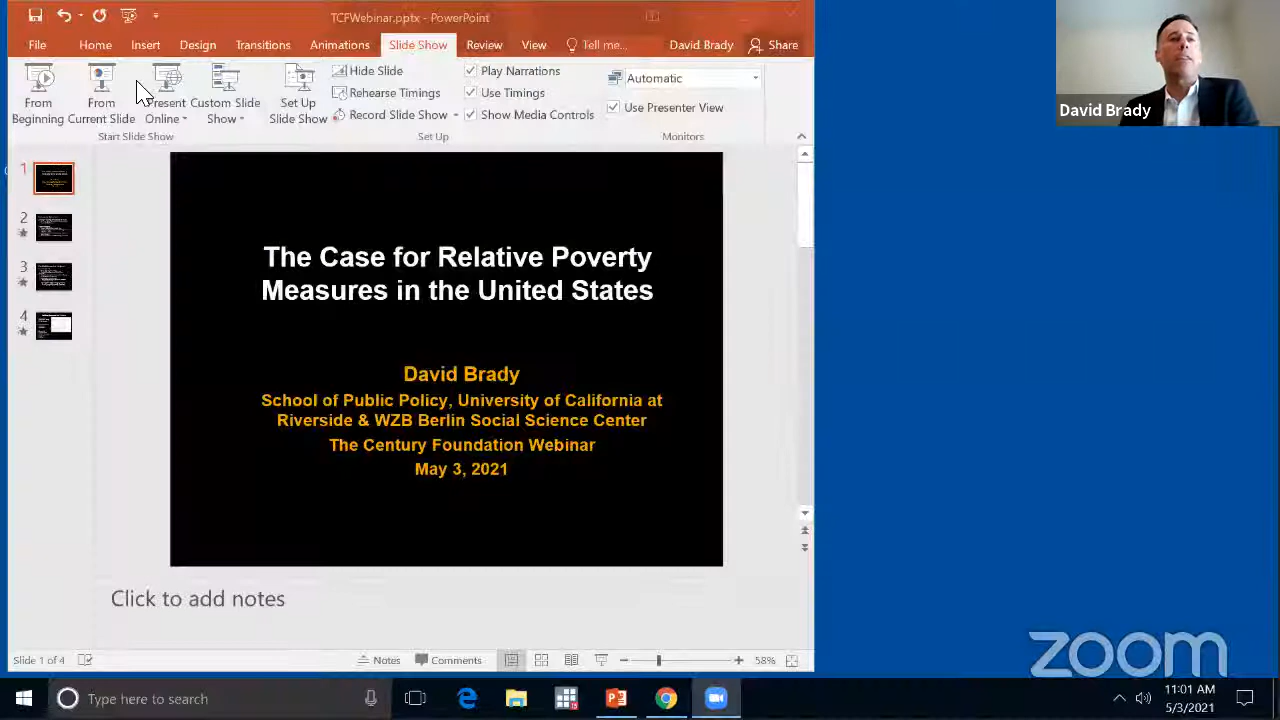 TCFWebinar.pptx - PowerPoint
File Home Insert Design Transitions Animations Slide Show Review View Tell me... David Brady Share
From Beginning
From Current Slide
Present Online
Custom Slide Show
Set Up Slide Show
Hide Slide
Rehearse Timings
Record Slide Show
Play Narrations
Use Timings
Show Media Controls
Automatic
Use Presenter View
Start Slide Show
Set Up
Monitors
David Brady
1
2
3
4
The Case for Relative Poverty
Measures in the United States
David Brady
School of Public Policy, University of California at
Riverside & WZB Berlin Social Science Center
The Century Foundation Webinar
May 3, 2021
Click to add notes
Slide 1 of 4 Notes Comments 58%
zoom
Type here to search
11:01 AM
5/3/2021